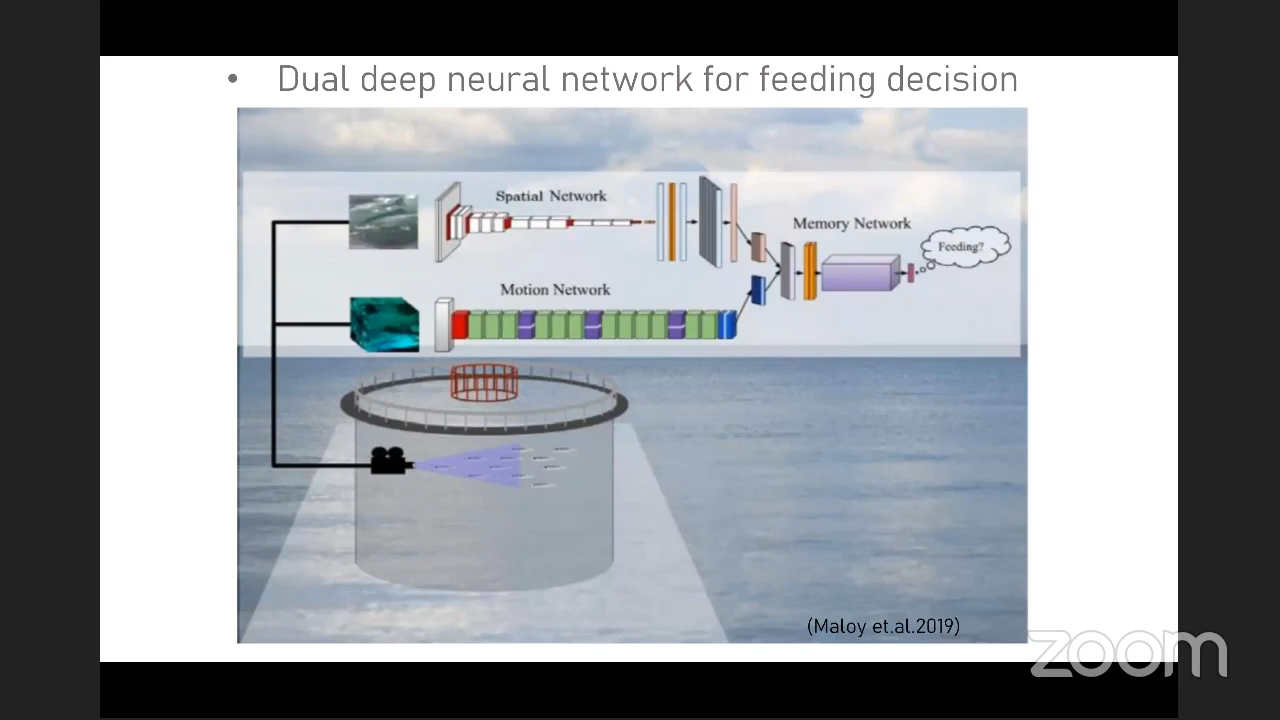 • Dual deep neural network for feeding decision
Spatial Network
Memory Network
Feeding?
Motion Network
(Maloy et.al.2019)
zoom